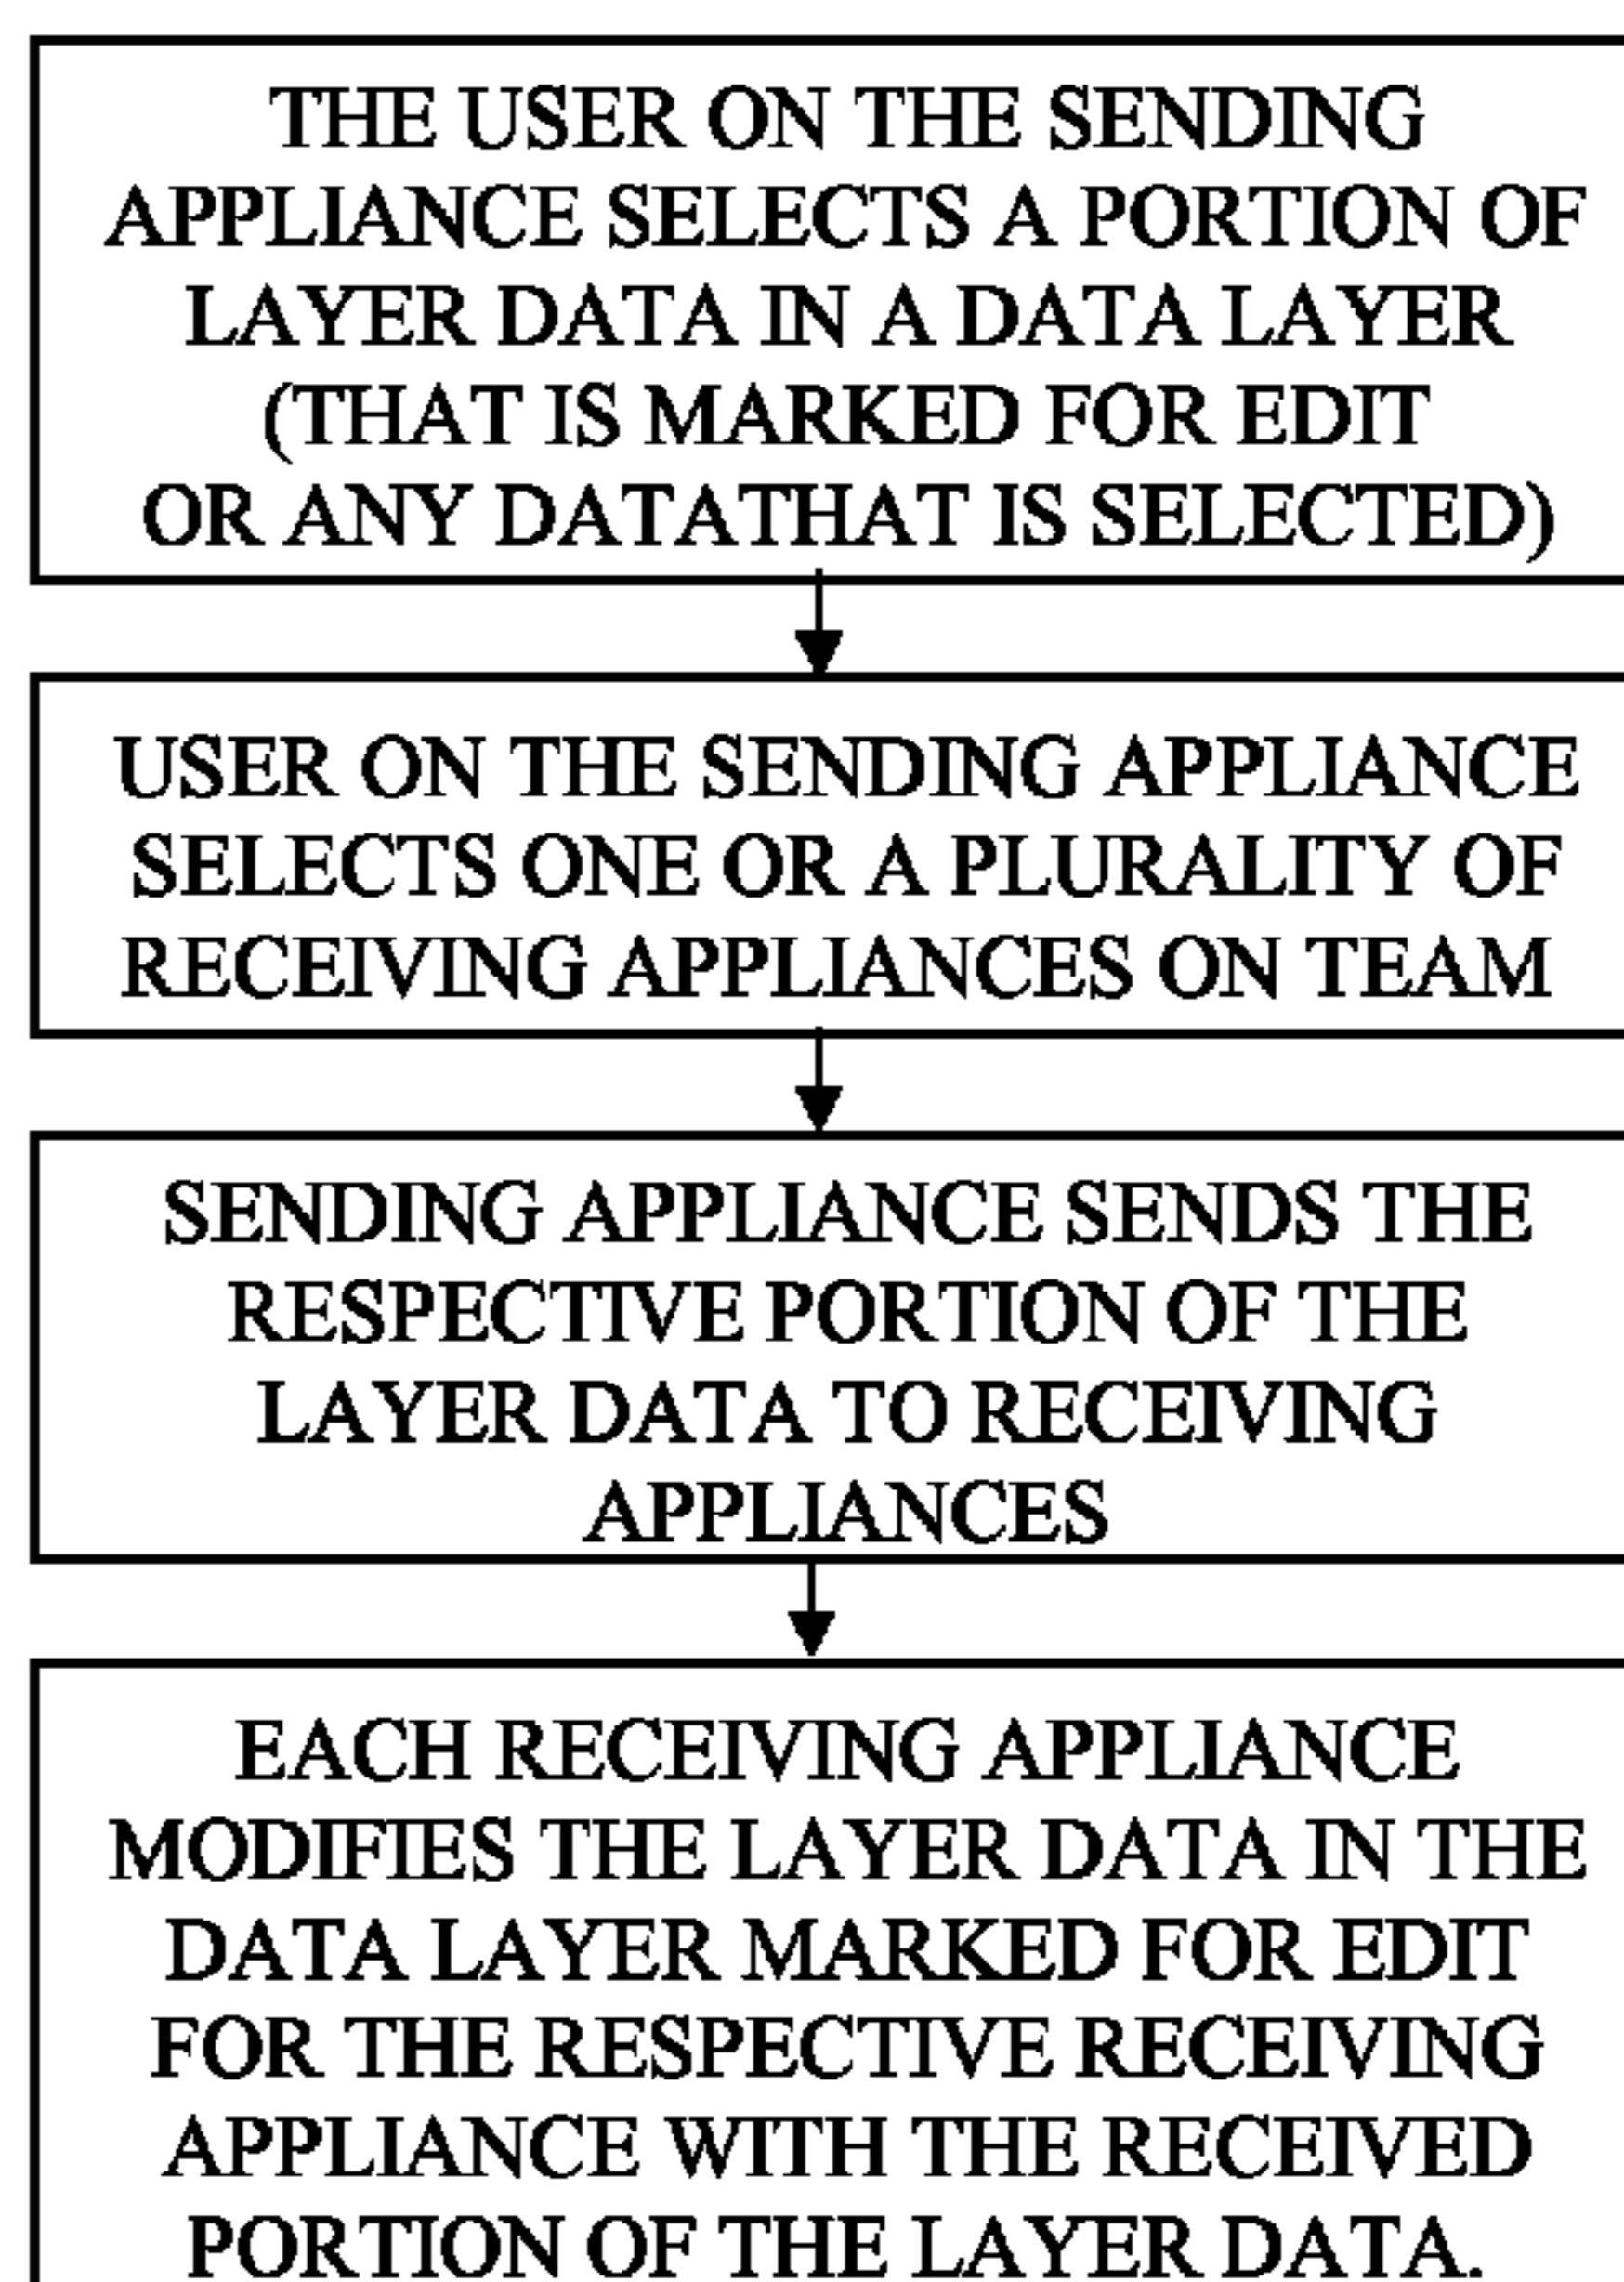 THE USER ON THE SENDING
APPLIANCE SELECTS A PORTION OF
LAYER DATA IN A DATA LAYER
(THAT IS MARKED FOR EDIT
OR ANY DATATHAT IS SELECTED)
USER ON THE SENDING APPLIANCE
SELECTS ONE OR A PLURALITY OF
RECEIVING APPLIANCES ON TEAM
SENDING APPLIANCE SENDS THE
RESPECTIVE PORTION OF THE
LAYER DATA TO RECEIVING
APPLIANCES
EACH RECEIVING APPLIANCE
MODIFIES THE LAYER DATA IN THE
DATA LAYER MARKED FOR EDIT
FOR THE RESPECTIVE RECEIVING
APPLIANCE WITH THE RECEIVED
PORTION OF THE LAYER DATA.